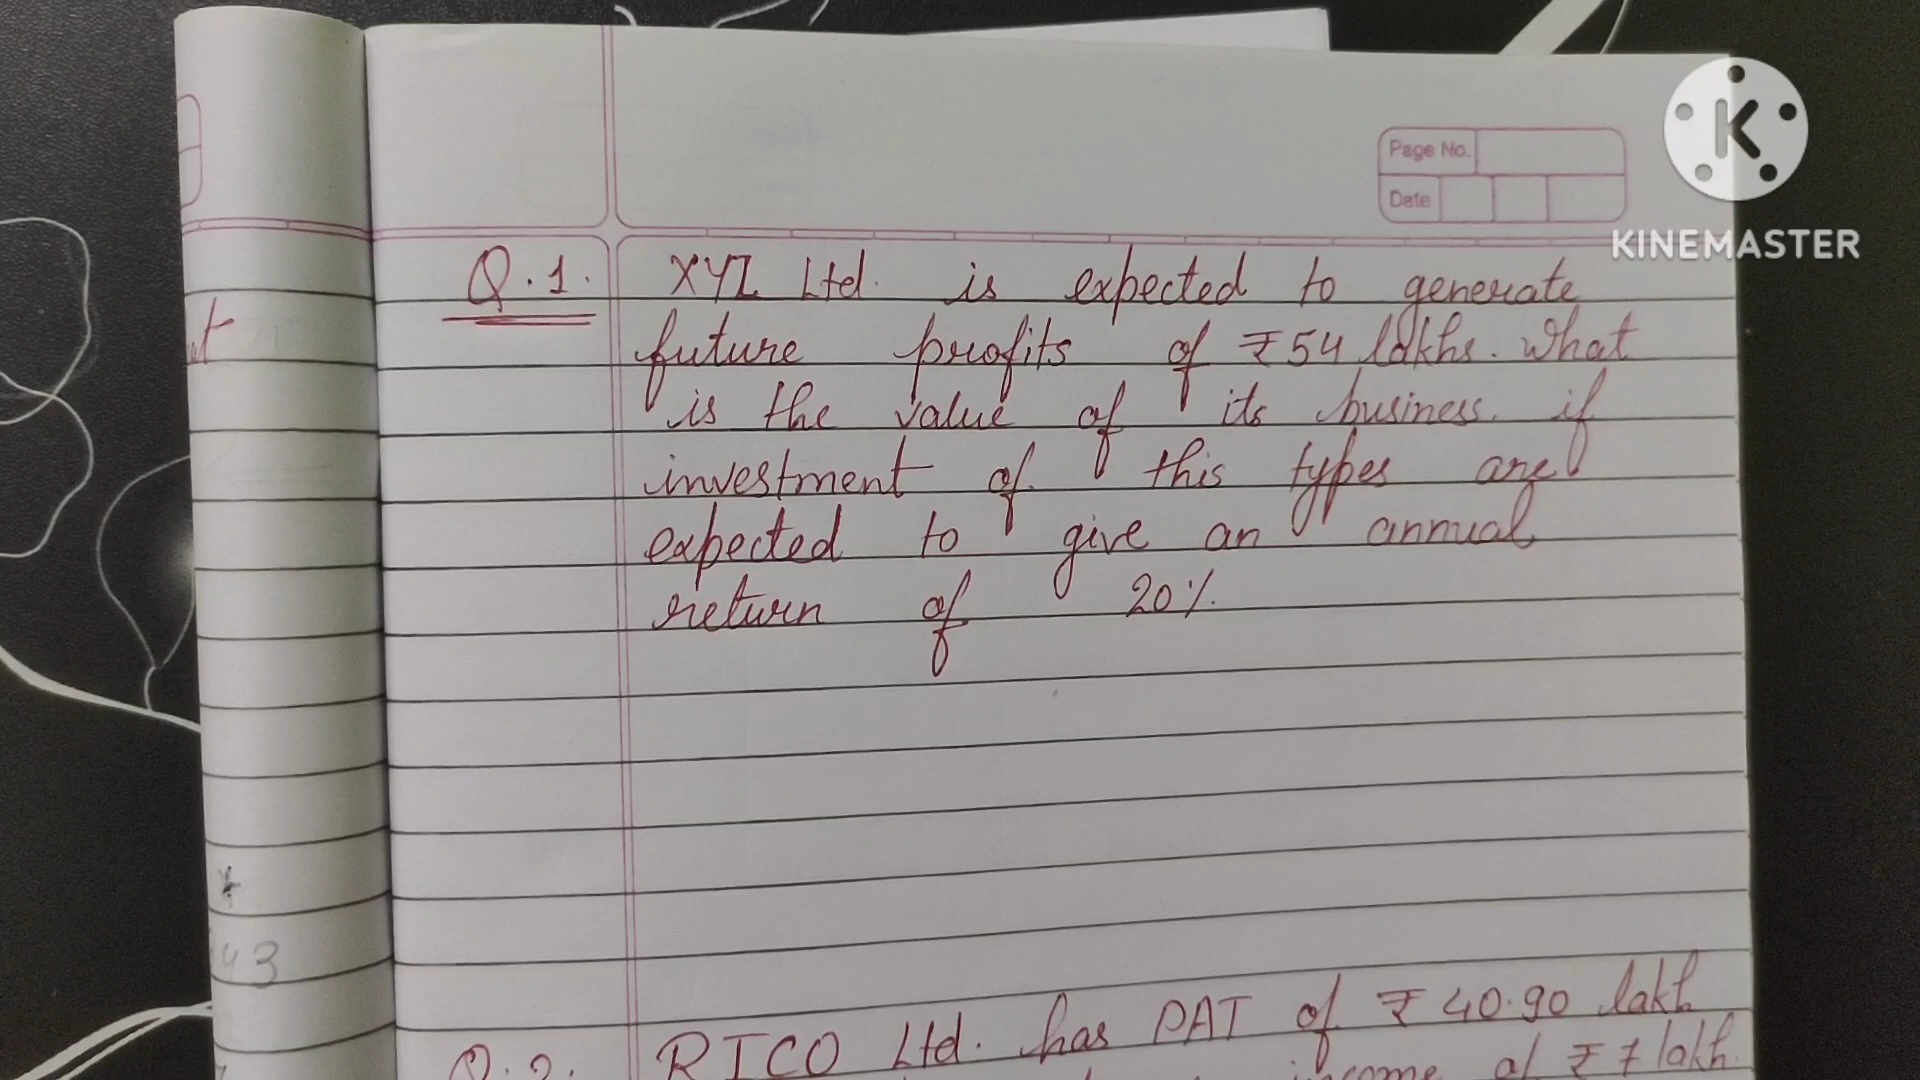 Page No.
Date
K
KINEMASTER
Q.1. XYZ Ltd. is expected to generate
future profits of ₹54 lakhs. What
is the value of its business. if
investment of this types are
expected to give an annual
return of 20%.
43
Q.2. RICO Ltd. has PAT of ₹ 40.90 lakh
income of ₹ 7 lakh.